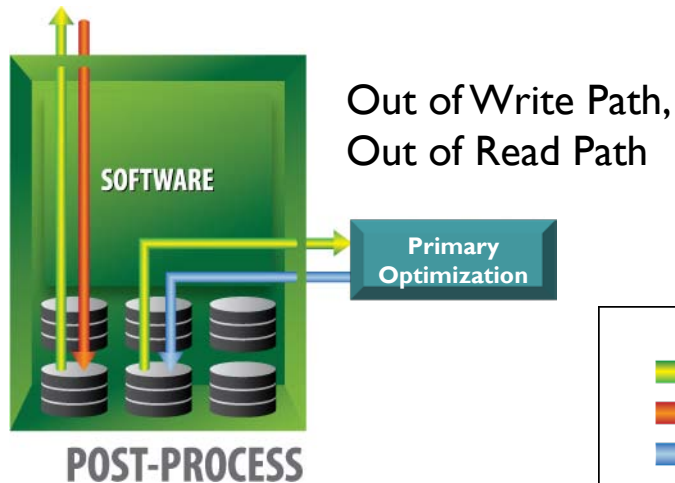 Out of Write Path,
Out of Read Path
SOFTWARE
Primary
Optimization
POST-PROCESS